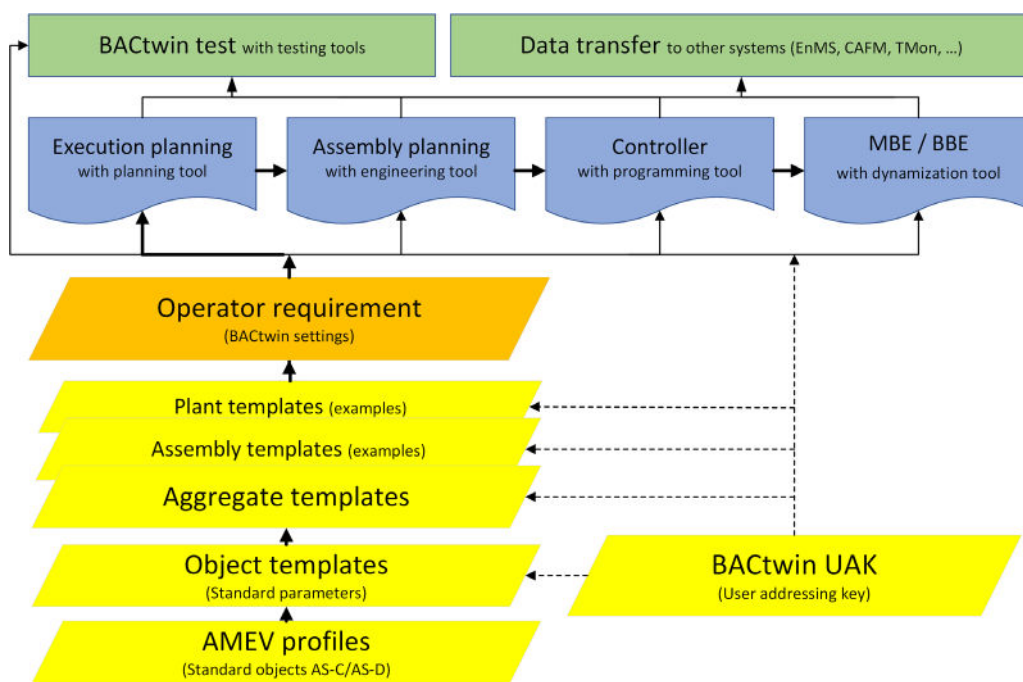 BACtwin test with testing tools
Data transfer to other systems (EnMS, CAFM, TMon, ...)
Execution planning
with planning tool
Assembly planning
with engineering tool
Controller
with programming tool
MBE / BBE
with dynamization tool
Operator requirement
(BACtwin settings)
Plant templates (examples)
Assembly templates (examples)
Aggregate templates
Object templates
(Standard parameters)
BACtwin UAK
(User addressing key)
AMEV profiles
(Standard objects AS-C/AS-D)